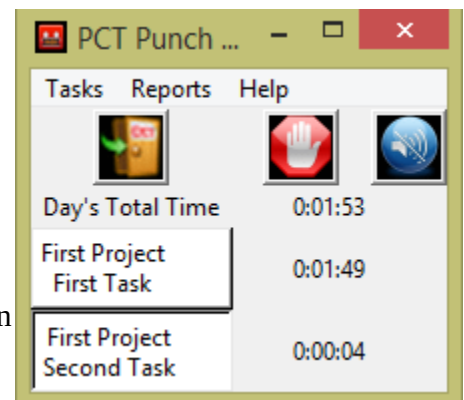 PCT Punch ...
Tasks Reports Help
EXIT
Day's Total Time 0:01:53
First Project
First Task
0:01:49
n
First Project
Second Task
0:00:04